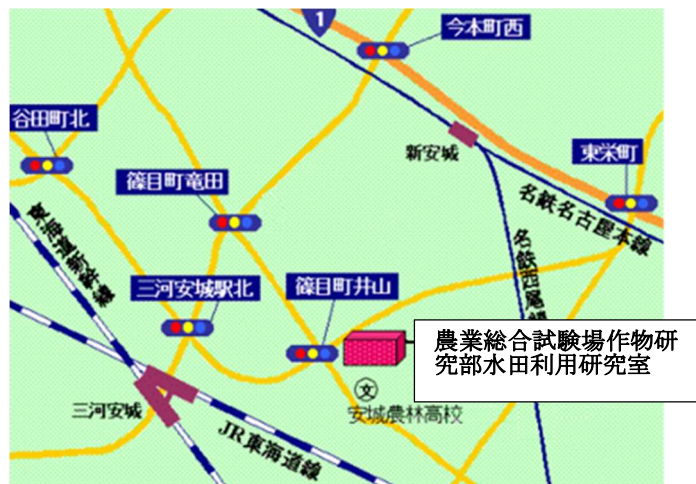 1
今本町西
谷田町北
新安城
東栄町
篠目町竜田
名鉄名古屋本線
東海道新幹線
名鉄西尾線
三河安城駅北
篠目町井山
農業総合試験場作物研
究部水田利用研究室
文
三河安城
安城農林高校
JR東海道線